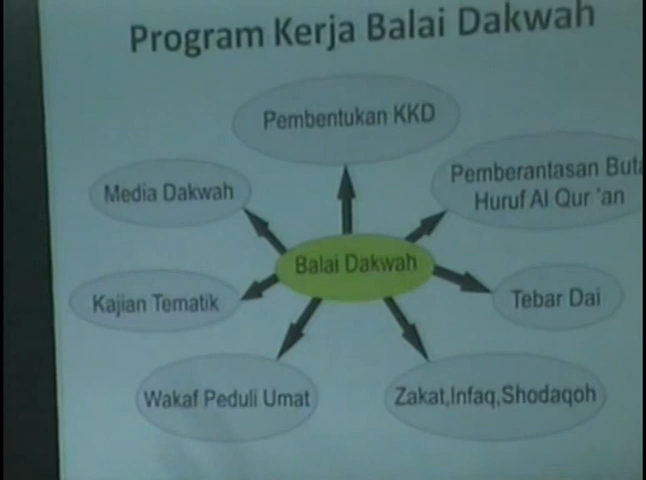 Program Kerja Balai Dakwah
Pembentukan KKD
Media Dakwah
Pemberantasan Buta
Huruf Al Qur 'an
Balai Dakwah
Kajian Tematik
Tebar Dai
Wakaf Peduli Umat
Zakat,Infaq,Shodaqoh